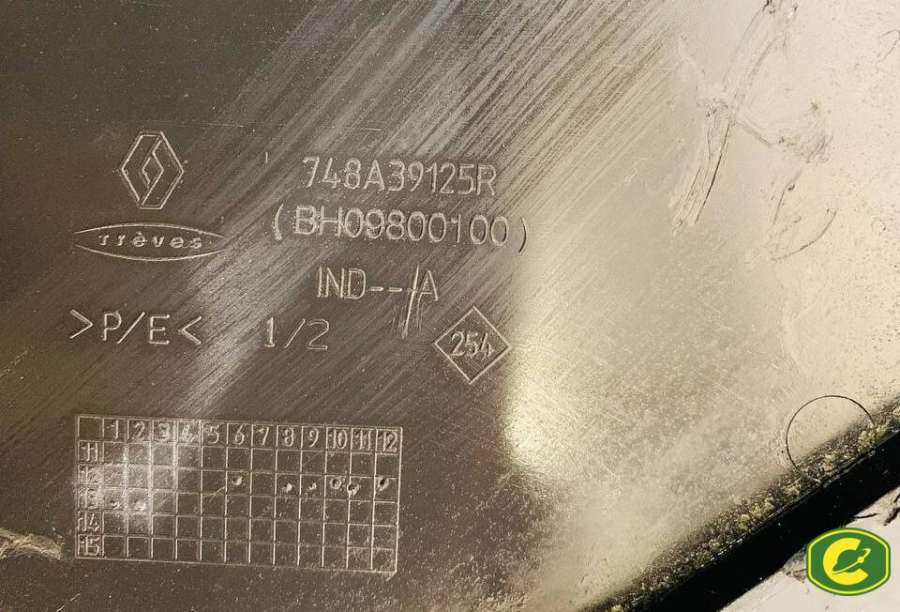 748A39125R
Trèves
(BH09800100)
IND---/A
>P/E<
1/2
254
1 2 3 4 5 6 7 8 9 10 11 12
11
12
13
14
15